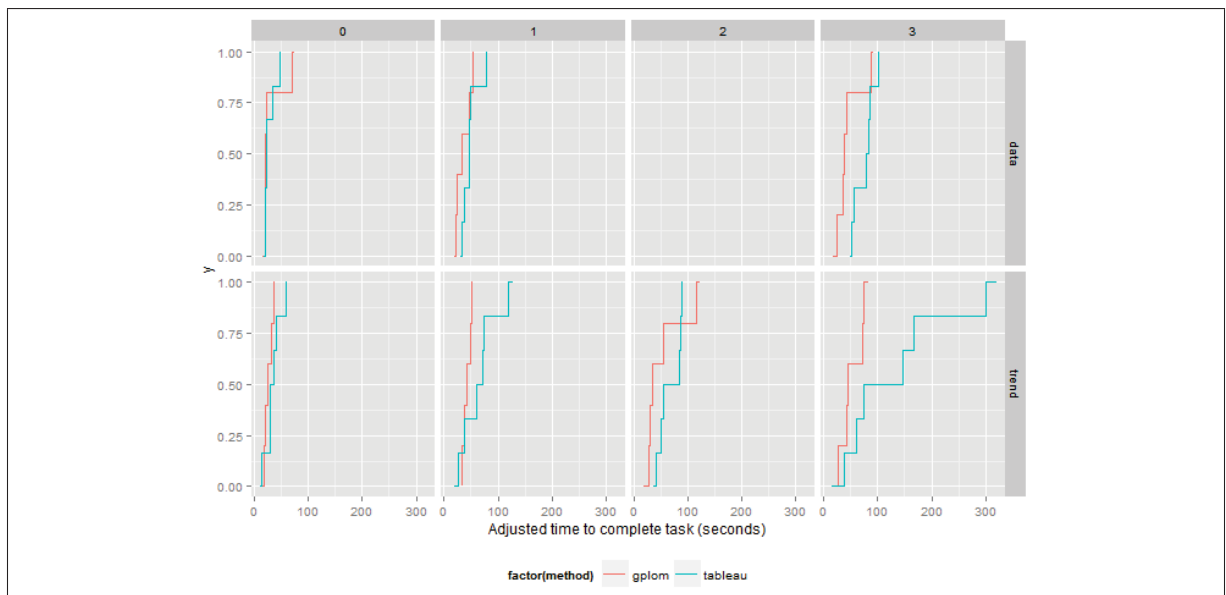 0 1 2 3
1.00
0.75
0.50
0.25
0.00
data
y
1.00
0.75
0.50
0.25
0.00
trend
0 100 200 300 0 100 200 300 0 100 200 300 0 100 200 300
Adjusted time to complete task (seconds)
factor(method) gplom tableau